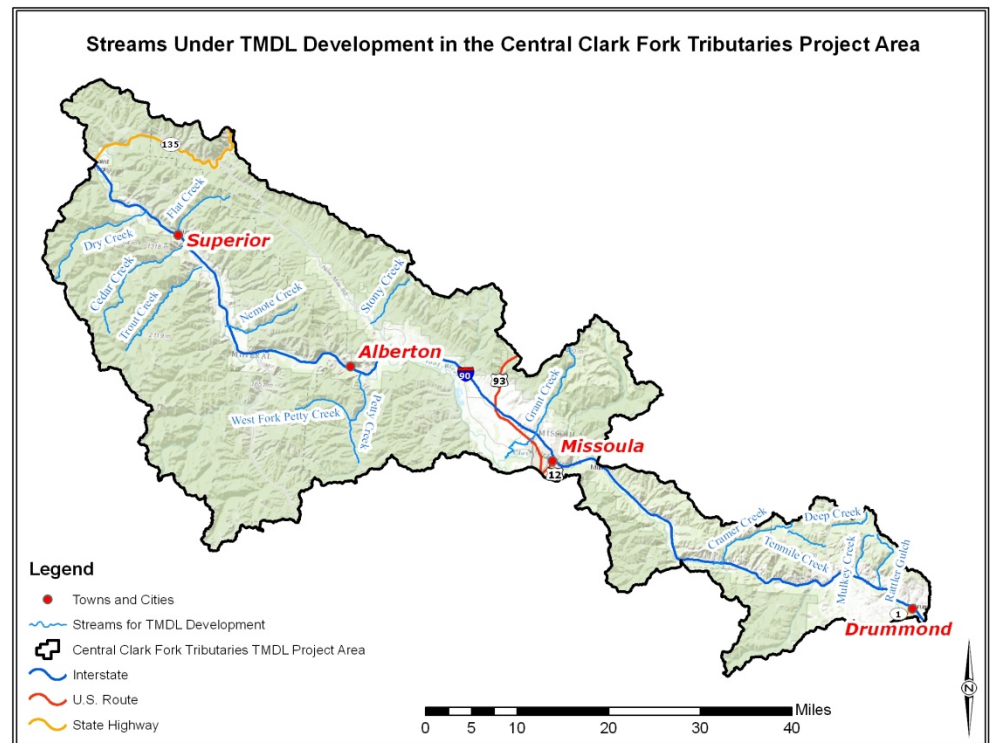 Streams Under TMDL Development in the Central Clark Fork Tributaries Project Area
135
Flat Creek
Superior
Dry Creek
Cedar Creek
Trout Creek
Nemote Creek
Stony Creek
Alberton
90
93
Grant Creek
West Fork Petty Creek
Petty Creek
MISSOULA
Missoula
12
Cramer Creek
Deep Creek
Tenmile Creek
Mulkey Creek
Rattler Gulch
1
Drummond
Legend
Towns and Cities
Streams for TMDL Development
Central Clark Fork Tributaries TMDL Project Area
Interstate
U.S. Route
State Highway
Miles
0 5 10 20 30 40
N